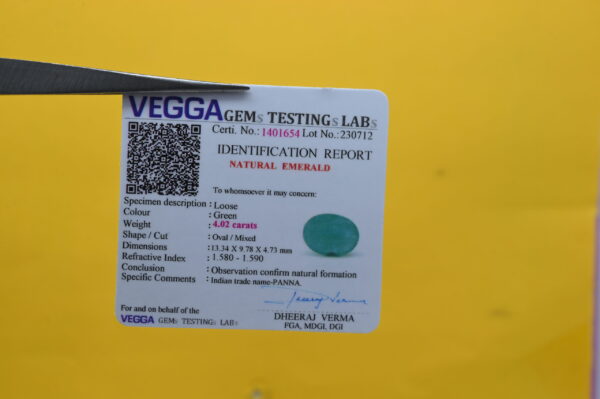 VEGGA GEMs TESTINGs LABs
Certi. No.: 1401654 Lot No.: 230712
IDENTIFICATION REPORT
NATURAL EMERALD
To whomsoever it may concern:
Specimen description : Loose
Colour : Green
Weight : 4.02 carats
Shape / Cut : Oval / Mixed
Dimensions : 13.34 X 9.78 X 4.73 mm
Refractive Index : 1.580 - 1.590
Conclusion : Observation confirm natural formation
Specific Comments : Indian trade name-PANNA.
For and on behalf of the
VEGGA GEMs TESTINGs LABs
DHEERAJ VERMA
FGA, MDGI, DGI